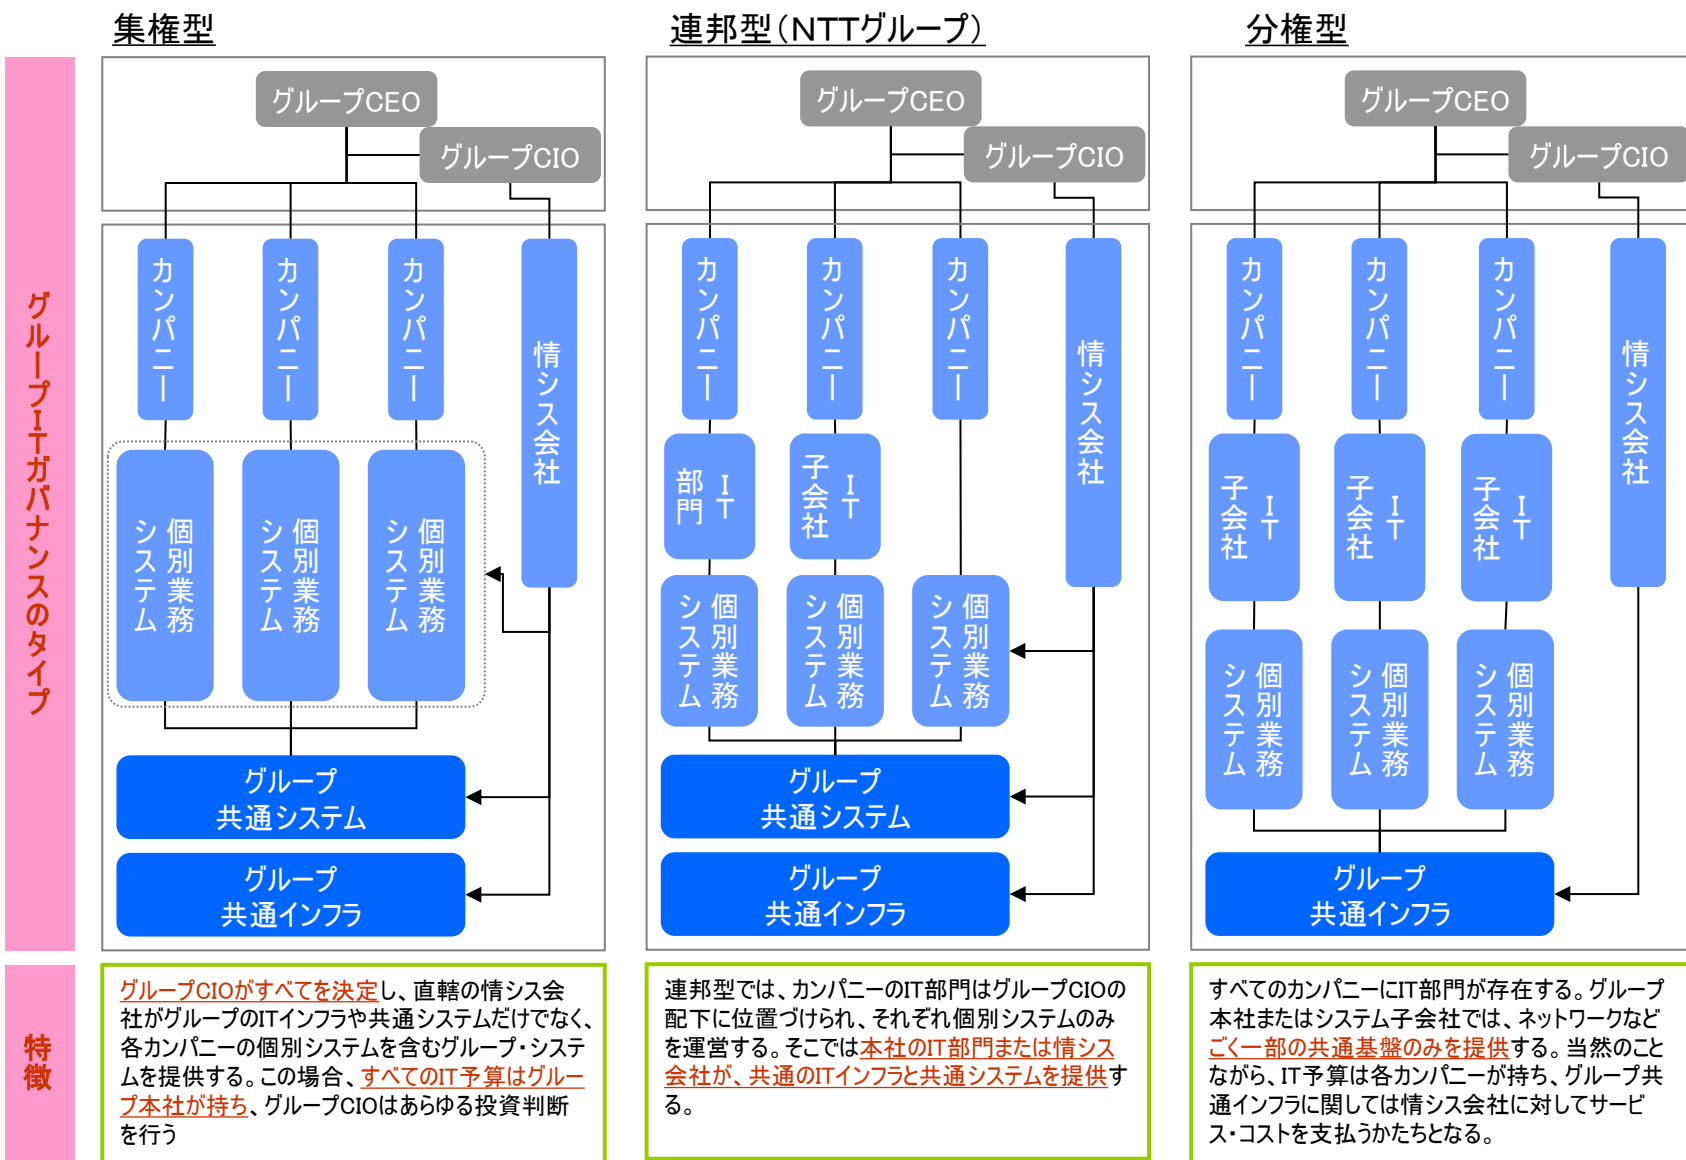 集権型
連邦型（NTTグループ）
分権型
グループITガバナンスのタイプ
グループCEO
グループCIO
カンパニー
カンパニー
カンパニー
情シス会社
個別業務
システム
個別業務
システム
個別業務
システム
グループ
共通システム
グループ
共通インフラ
グループCEO
グループCIO
カンパニー
カンパニー
カンパニー
情シス会社
IT
部門
IT
子会社
個別業務
システム
個別業務
システム
個別業務
システム
グループ
共通システム
グループ
共通インフラ
グループCEO
グループCIO
カンパニー
カンパニー
カンパニー
情シス会社
IT
子会社
IT
子会社
IT
子会社
個別業務
システム
個別業務
システム
個別業務
システム
グループ
共通インフラ
特徴
グループCIOがすべてを決定し、直轄の情シス会
社がグループのITインフラや共通システムだけでなく、
各カンパニーの個別システムを含むグループ・システ
ムを提供する。この場合、すべてのIT予算はグルー
プ本社が持ち、グループCIOはあらゆる投資判断
を行う
連邦型では、カンパニーのIT部門はグループCIOの
配下に位置づけられ、それぞれ個別システムのみ
を運営する。そこでは本社のIT部門または情シス
会社が、共通のITインフラと共通システムを提供す
る。
すべてのカンパニーにIT部門が存在する。グループ
本社またはシステム子会社では、ネットワークなど
ごく一部の共通基盤のみを提供する。当然のこと
ながら、IT予算は各カンパニーが持ち、グループ共
通インフラに関しては情シス会社に対してサービ
ス・コストを支払うかたちとなる。